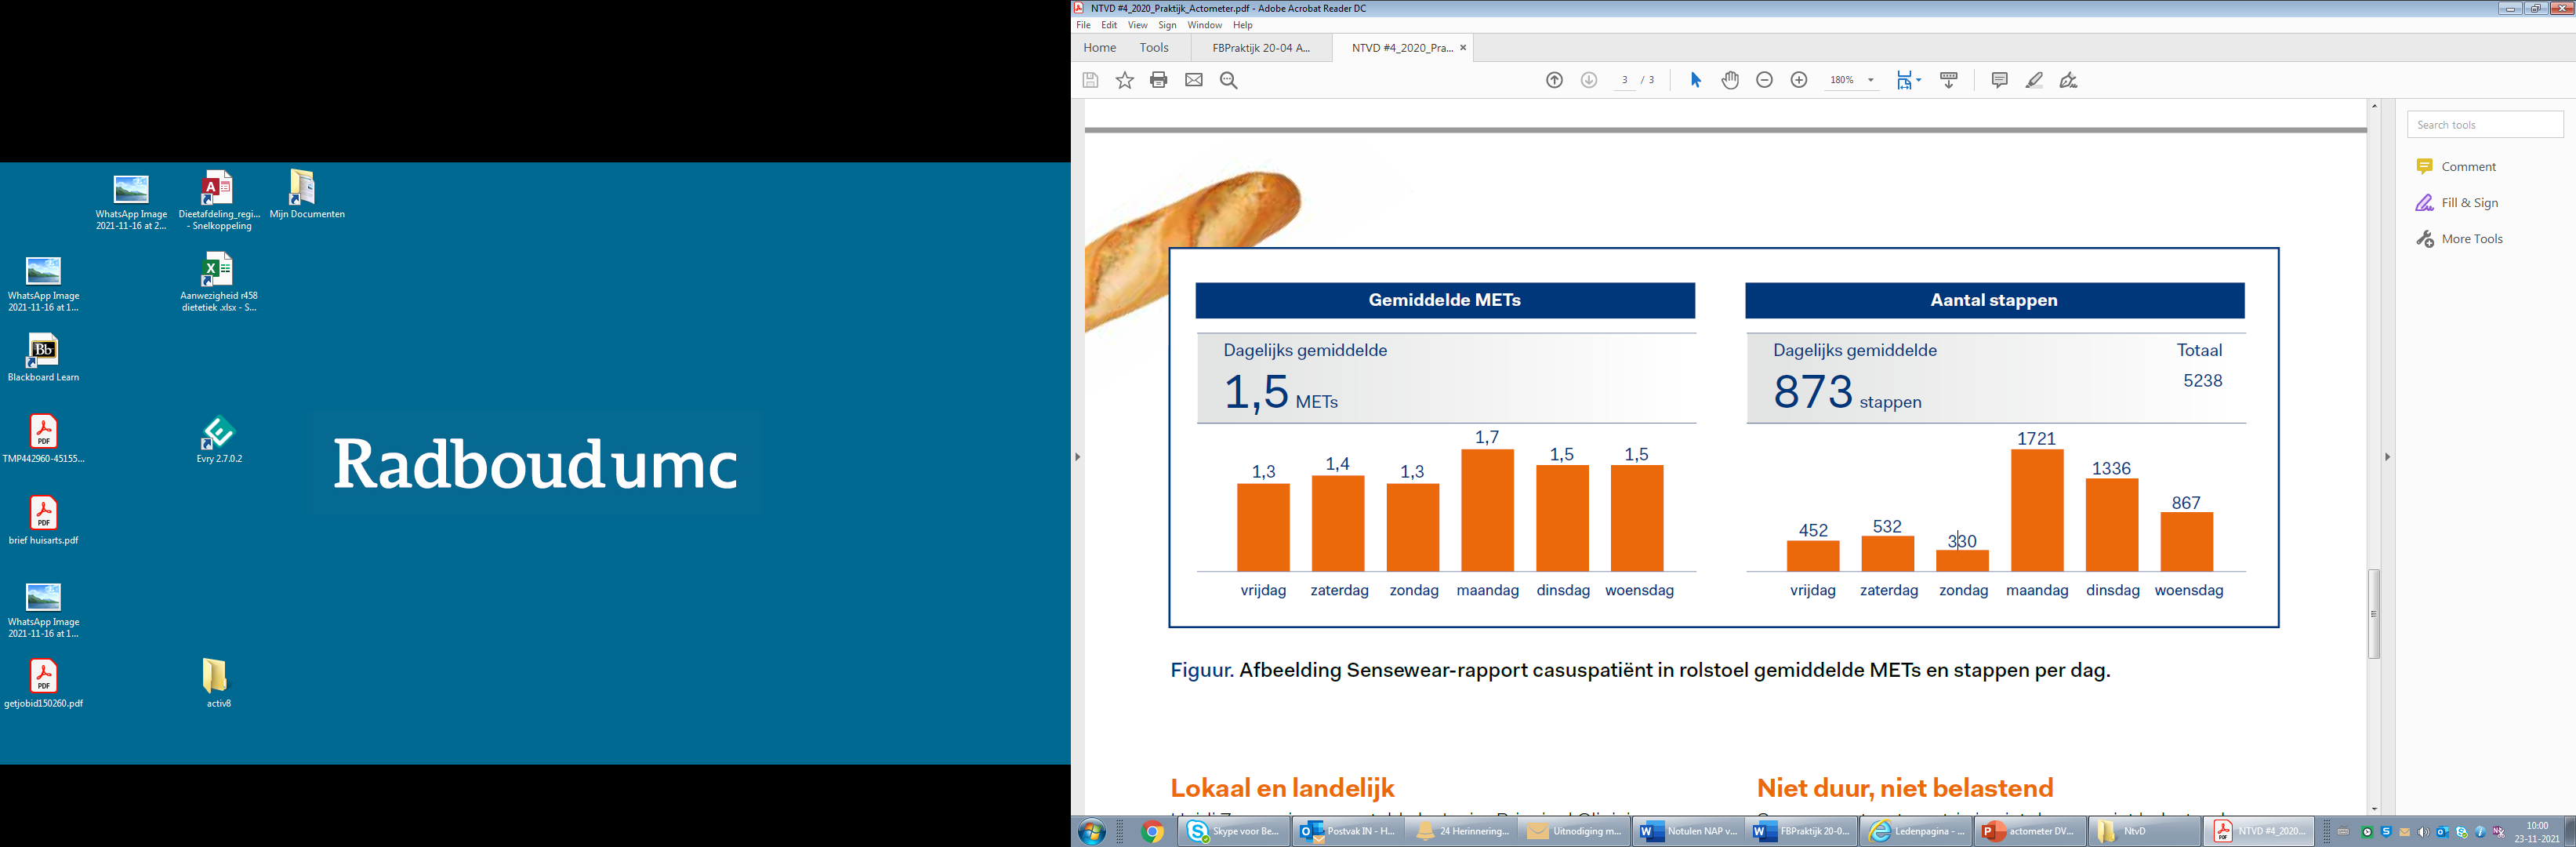 WhatsApp Image
2021-11-16 at 2...
Dieetafdeling_regi...
- Snelkoppeling
Mijn Documenten
WhatsApp Image
2021-11-16 at 1...
Aanwezigheid r458
dietetiek .xlsx - S...
Blackboard Learn
TMP442960-45155...
Evry 2.7.0.2
brief huisarts.pdf
WhatsApp Image
2021-11-16 at 1...
getjobid150260.pdf
activ8
Radboudumc
NTVD #4_2020_Praktijk_Actometer.pdf - Adobe Acrobat Reader DC
File Edit View Sign Window Help
Home Tools FBPraktijk 20-04 A... NTVD #4_2020_Pra... ×
3 / 3 180%
Search tools
Comment
Fill & Sign
More Tools
Gemiddelde METs
Dagelijks gemiddelde
1,5 METs
1,3 1,4 1,3 1,7 1,5 1,5
vrijdag zaterdag zondag maandag dinsdag woensdag
Aantal stappen
Dagelijks gemiddelde Totaal
873 stappen 5238
452 532 330 1721 1336 867
vrijdag zaterdag zondag maandag dinsdag woensdag
Figuur. Afbeelding Sensewear-rapport casuspatiënt in rolstoel gemiddelde METs en stappen per dag.
Lokaal en landelijk
Niet duur, niet belastend
Skype voor Be... Postvak IN - H... 24 Herinnering... Uitnodiging m... Notulen NAP v... FBPraktijk 20-0... Ledenpagina - ... actometer DV... NtvD NTVD #4_2020...
10:00
23-11-2021